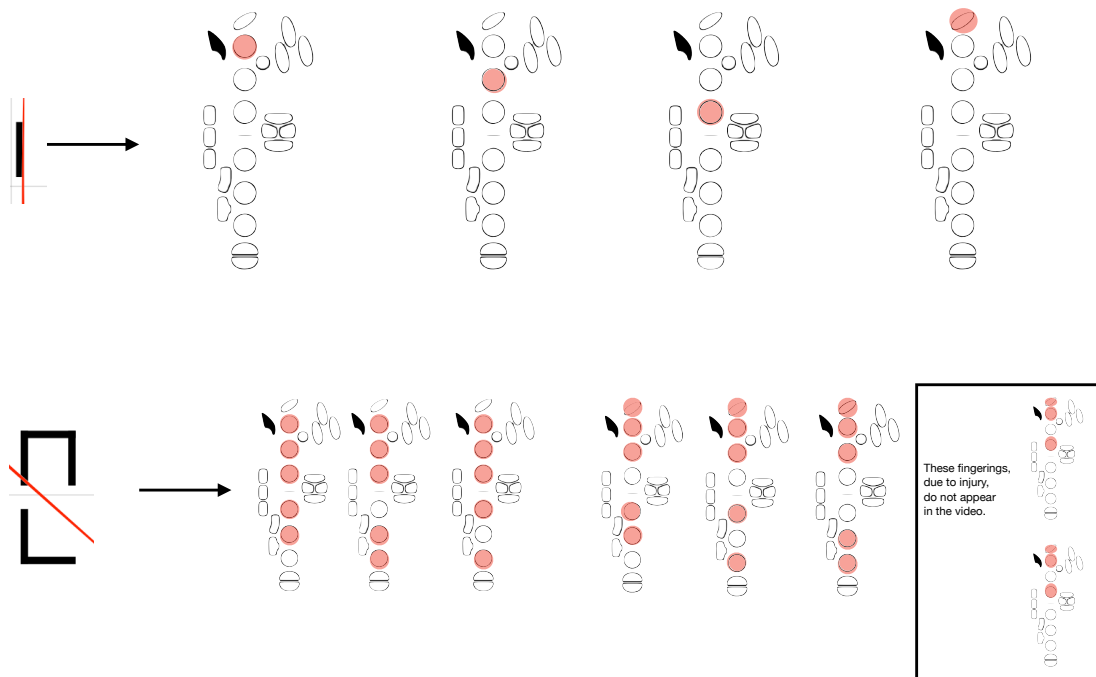 These fingerings,
due to injury,
do not appear
in the video.